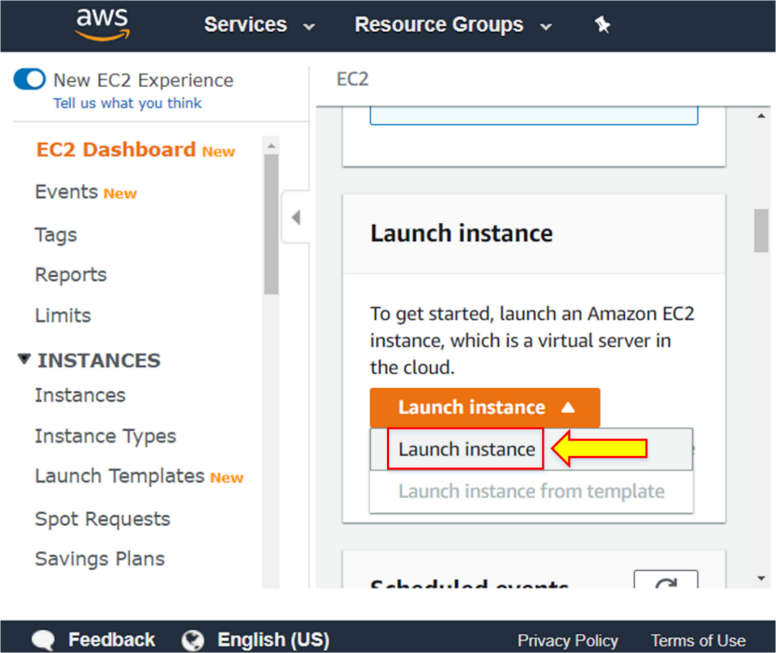 aws Services Resource Groups
New EC2 Experience
Tell us what you think
EC2 Dashboard New
Events New
Tags
Reports
Limits
INSTANCES
Instances
Instance Types
Launch Templates New
Spot Requests
Savings Plans
EC2
Launch instance
To get started, launch an Amazon EC2
instance, which is a virtual server in
the cloud.
Launch instance
Launch instance
Launch instance from template
Scheduled events
Feedback English (US) Privacy Policy Terms of Use